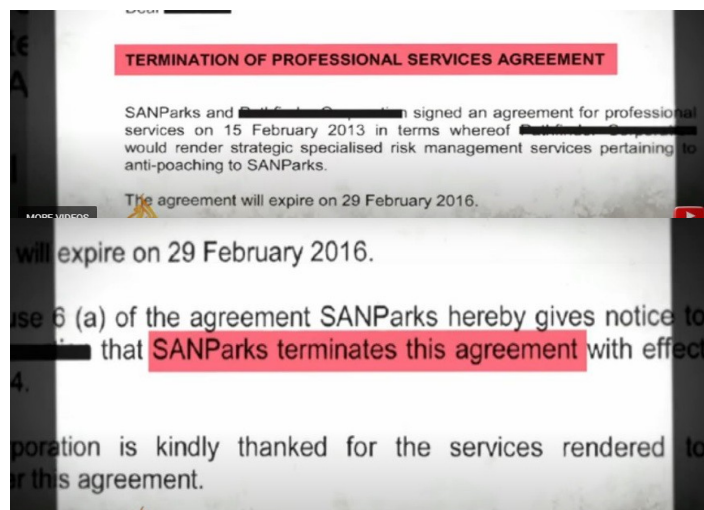 Dear
TERMINATION OF PROFESSIONAL SERVICES AGREEMENT
SANParks and signed an agreement for professional
services on 15 February 2013 in terms whereof
would render strategic specialised risk management services pertaining to
anti-poaching to SANParks.
The agreement will expire on 29 February 2016.
MORE VIDEOS
will expire on 29 February 2016.
use 6 (a) of the agreement SANParks hereby gives notice to
that SANParks terminates this agreement with effect
4.
poration is kindly thanked for the services rendered to
r this agreement.